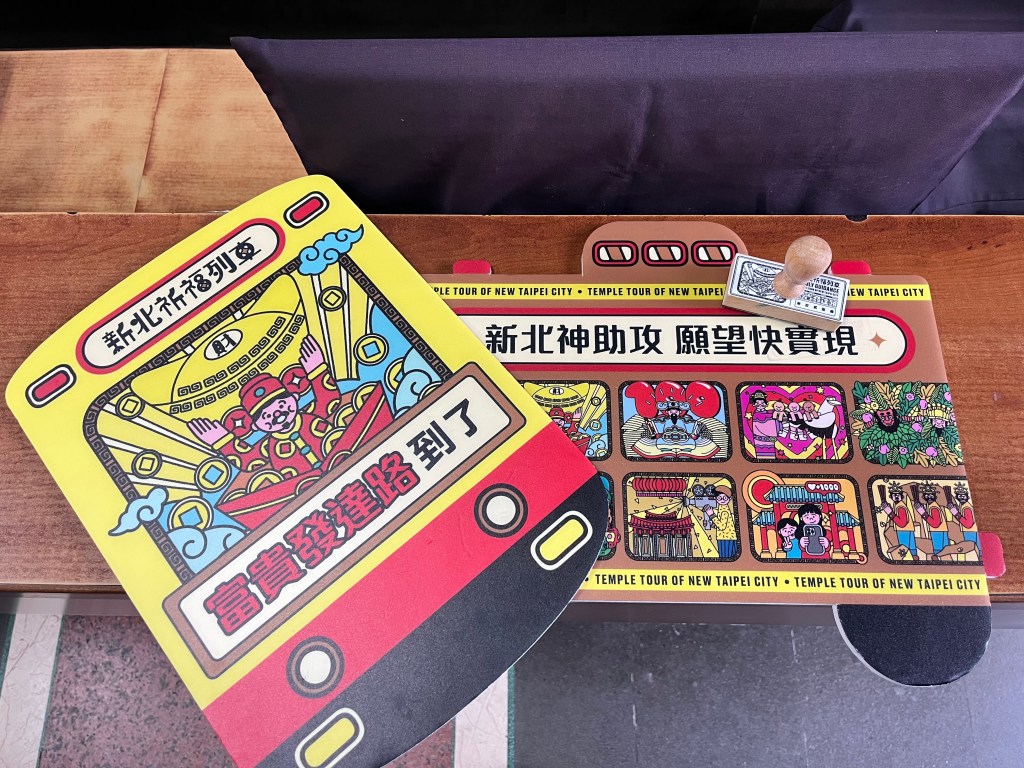 新北祈福列車
財
富貴發達路到了
TEMPLE TOUR OF NEW TAIPEI CITY • TEMPLE TOUR OF NEW TAIPEI CITY
新北神助攻 願望快實現
+1000
TEMPLE TOUR OF NEW TAIPEI CITY • TEMPLE TOUR OF NEW TAIPEI CITY